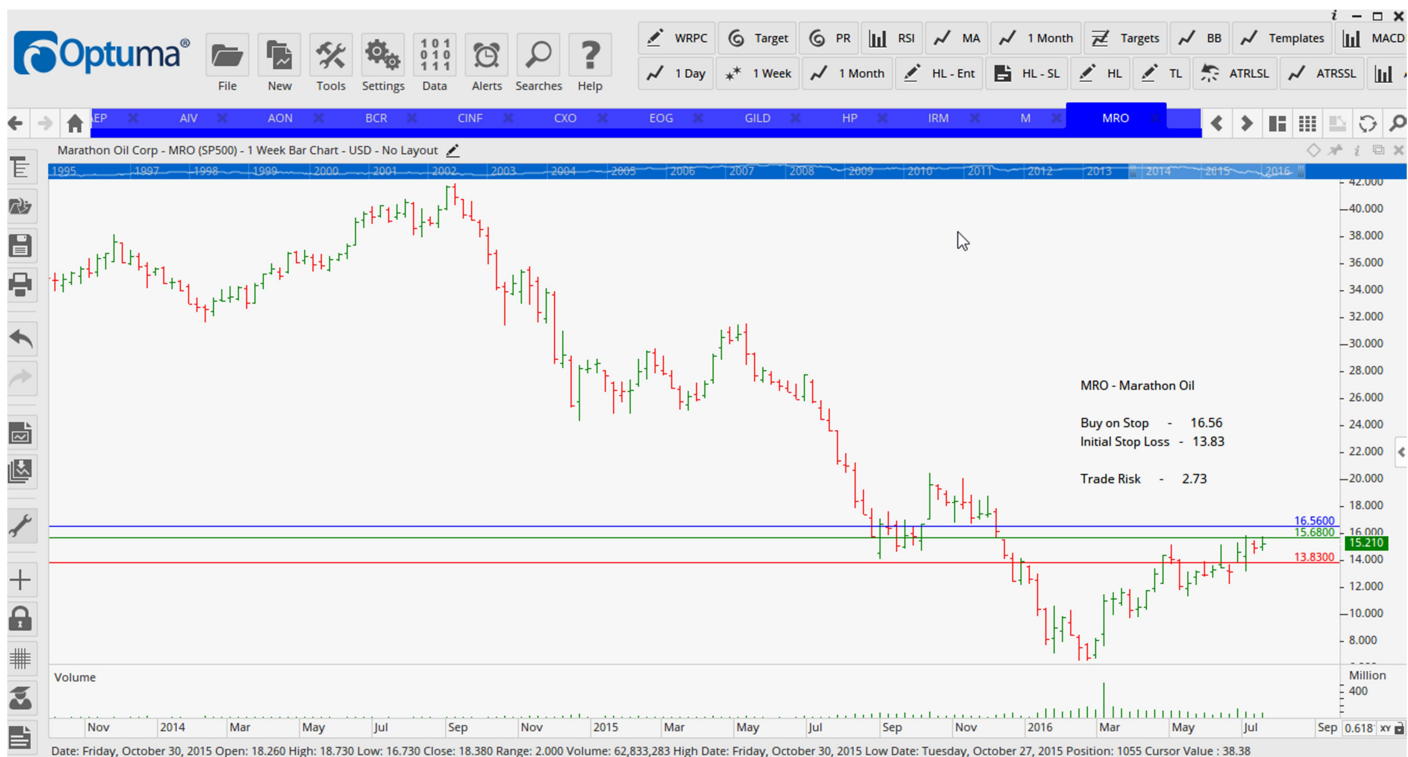 i
Optuma®
File New Tools Settings Data Alerts Searches Help
101
010
111
WRPC Target PR RSI MA 1 Month Targets BB Templates MACD
1 Day 1 Week 1 Month HL - Ent HL - SL HL TL ATRLSL ATRSSL
EP AIV AON BCR CINF CXO EOG GILD HP IRM M MRO
Marathon Oil Corp - MRO (SP500) - 1 Week Bar Chart - USD - No Layout
1995 1997 1998 1999 2000 2001 2002 2003 2004 2005 2006 2007 2008 2009 2010 2011 2012 2013 2014 2015 2016
42.000
40.000
38.000
36.000
34.000
32.000
30.000
28.000
26.000
24.000
22.000
20.000
18.000
16.000
15.210
14.000
12.000
10.000
8.000
MRO - Marathon Oil
Buy on Stop - 16.56
Initial Stop Loss - 13.83
Trade Risk - 2.73
16.5600
15.6800
13.8300
Volume
Million
400
Nov 2014 Mar May Jul Sep Nov 2015 Mar May Jul Sep Nov 2016 Mar May Jul Sep 0.618 XY
Date: Friday, October 30, 2015 Open: 18.260 High: 18.730 Low: 16.730 Close: 18.380 Range: 2.000 Volume: 62,833,283 High Date: Friday, October 30, 2015 Low Date: Tuesday, October 27, 2015 Position: 1055 Cursor Value : 38.38